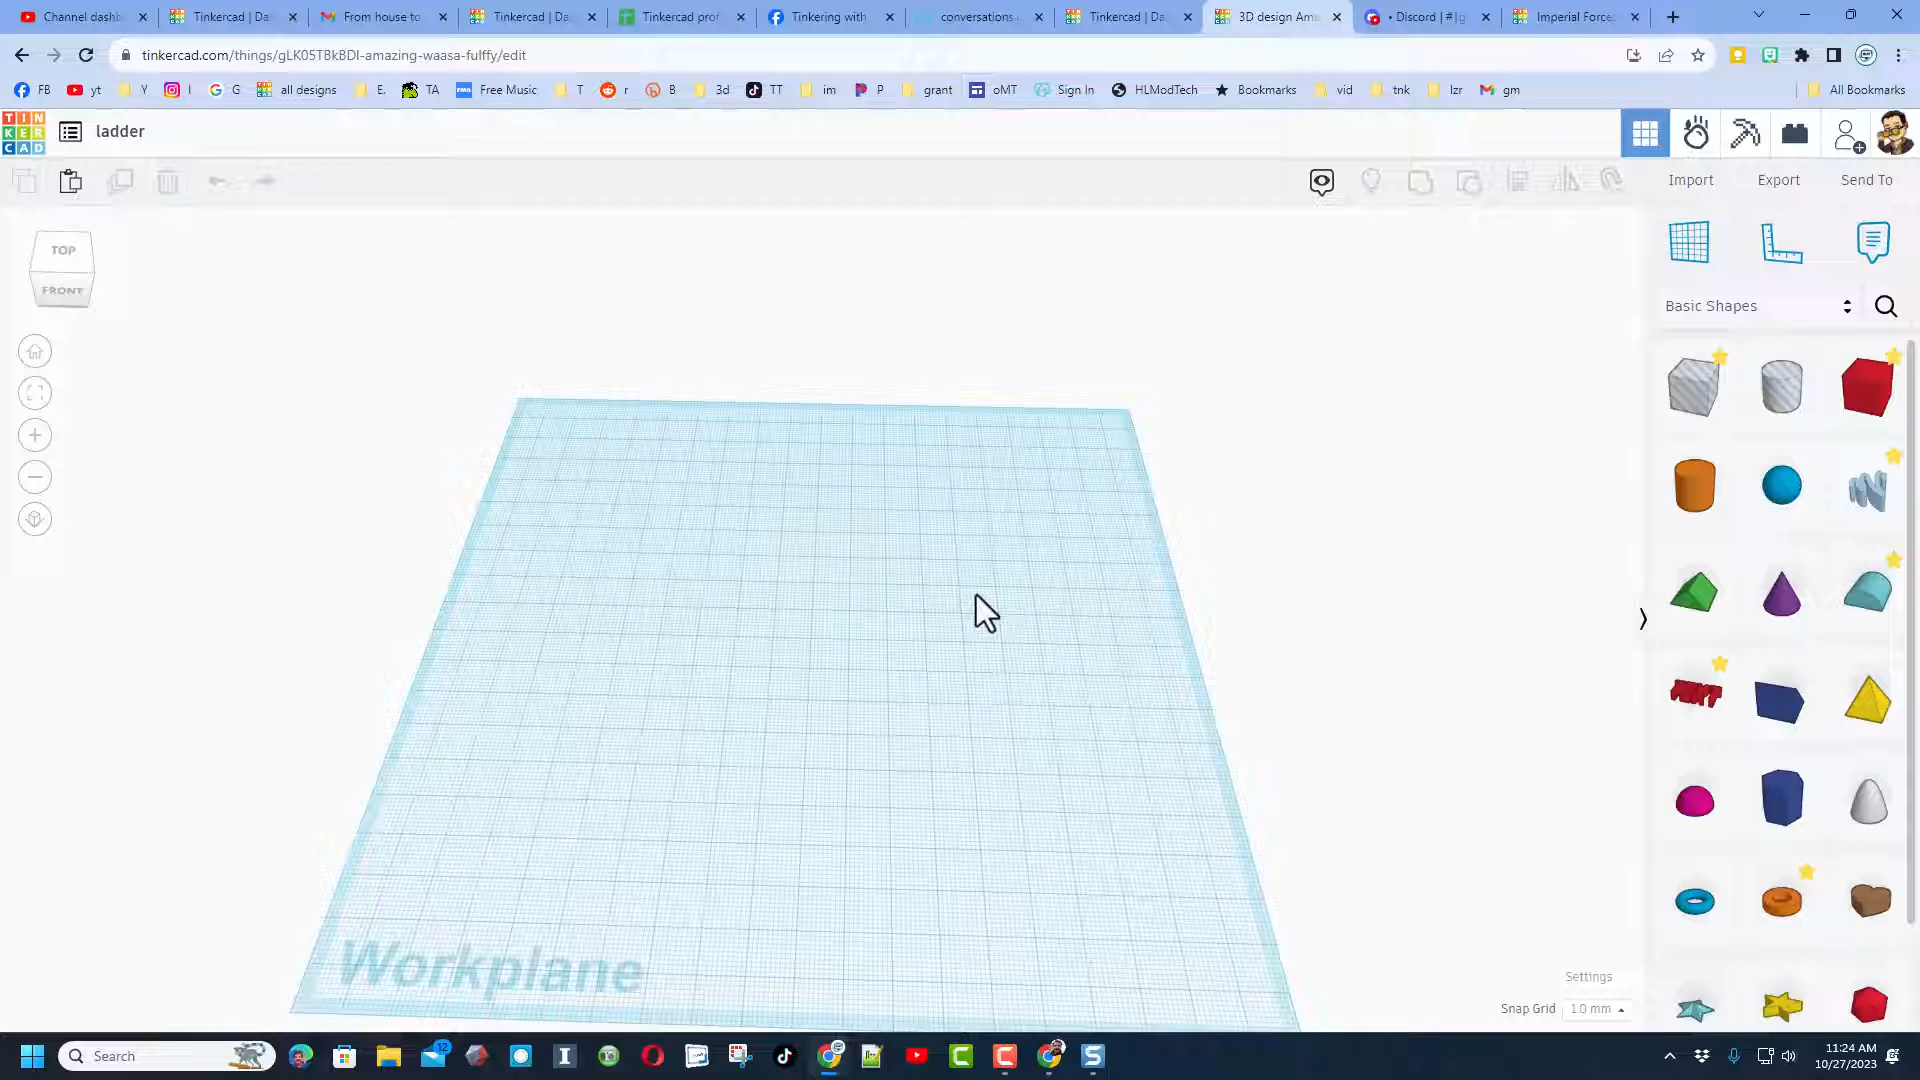 Channel dashb
Tinkercad | Da
From house to
Tinkercad | Da
Tinkercad prof
Tinkering with
conversations
Tinkercad | Da
3D design Ama
• Discord | #|g
Imperial Force
tinkercad.com/things/gLK05TBkBDI-amazing-waasa-fulffy/edit
FB
yt
Y
I
G
all designs
E.
TA
FMA
Free Music
T
r
B
3d
TT
im
P
grant
oMT
Sign In
HLModTech
Bookmarks
vid
tnk
lzr
gm
All Bookmarks
TIN
KER
CAD
ladder
Import
Export
Send To
TOP
FRONT
Basic Shapes
Workplane
Settings
Snap Grid
1.0 mm
Search
12
11:24 AM
10/27/2023